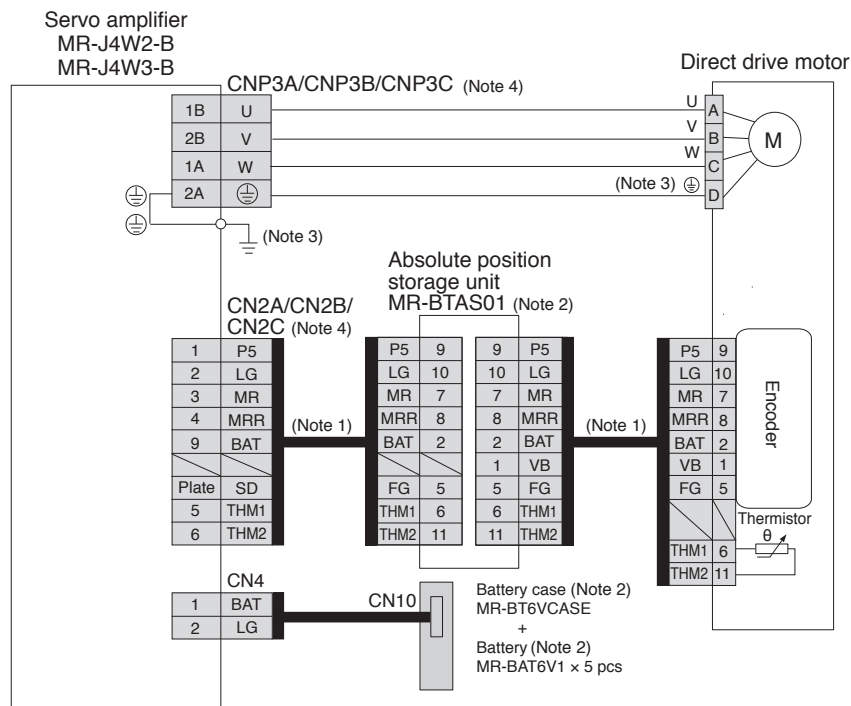 Servo amplifier
MR-J4W2-B
MR-J4W3-B
Direct drive motor
CNP3A/CNP3B/CNP3C (Note 4)
1B U
2B V
1A W
2A
U A
V B
W C
(Note 3) D
M
(Note 3)
Absolute position
storage unit
MR-BTAS01 (Note 2)
CN2A/CN2B/
CN2C (Note 4)
1 P5
2 LG
3 MR
4 MRR
9 BAT
Plate SD
5 THM1
6 THM2
(Note 1)
P5 9
LG 10
MR 7
MRR 8
BAT 2
FG 5
THM1 6
THM2 11
9 P5
10 LG
7 MR
8 MRR
2 BAT
1 VB
5 FG
6 THM1
11 THM2
(Note 1)
P5 9
LG 10
MR 7
MRR 8
BAT 2
VB 1
FG 5
THM1 6
THM2 11
Encoder
Thermistor
θ
CN4
1 BAT
2 LG
CN10
Battery case (Note 2)
MR-BT6VCASE
+
Battery (Note 2)
MR-BAT6V1 × 5 pcs